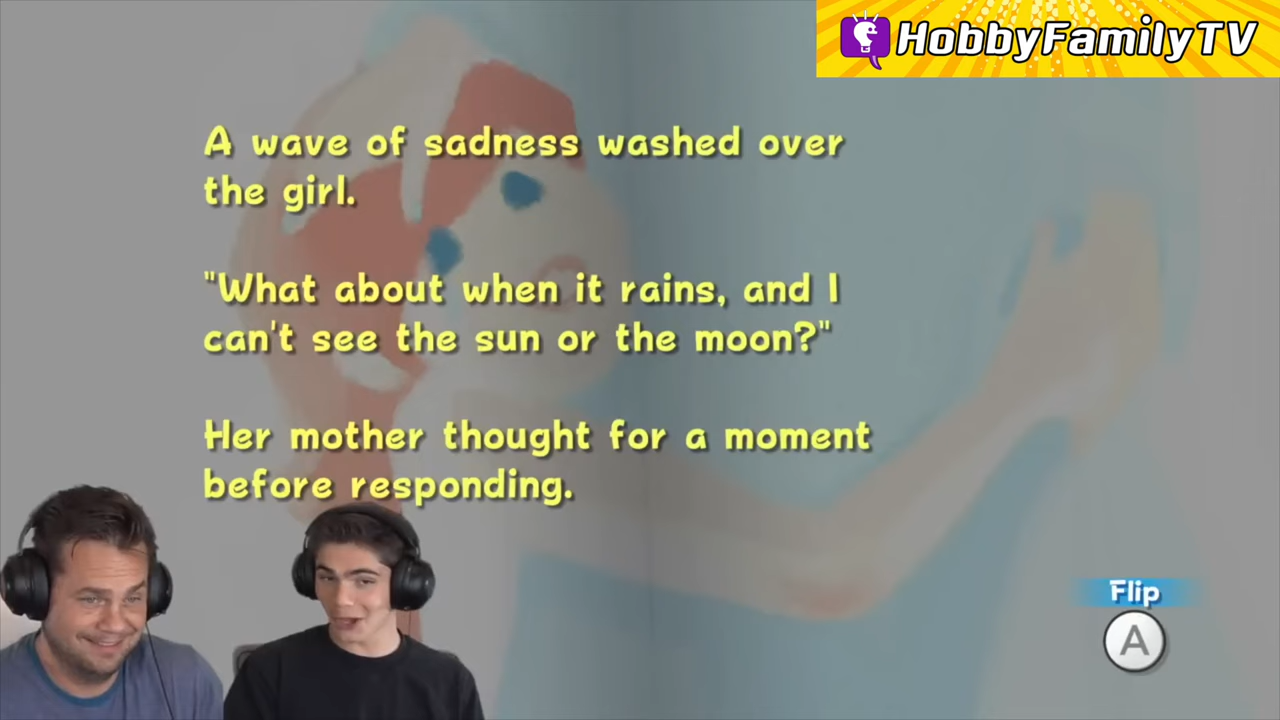 HobbyFamilyTV
A wave of sadness washed over
the girl.
"What about when it rains, and I
can't see the sun or the moon?"
Her mother thought for a moment
before responding.
Flip
A